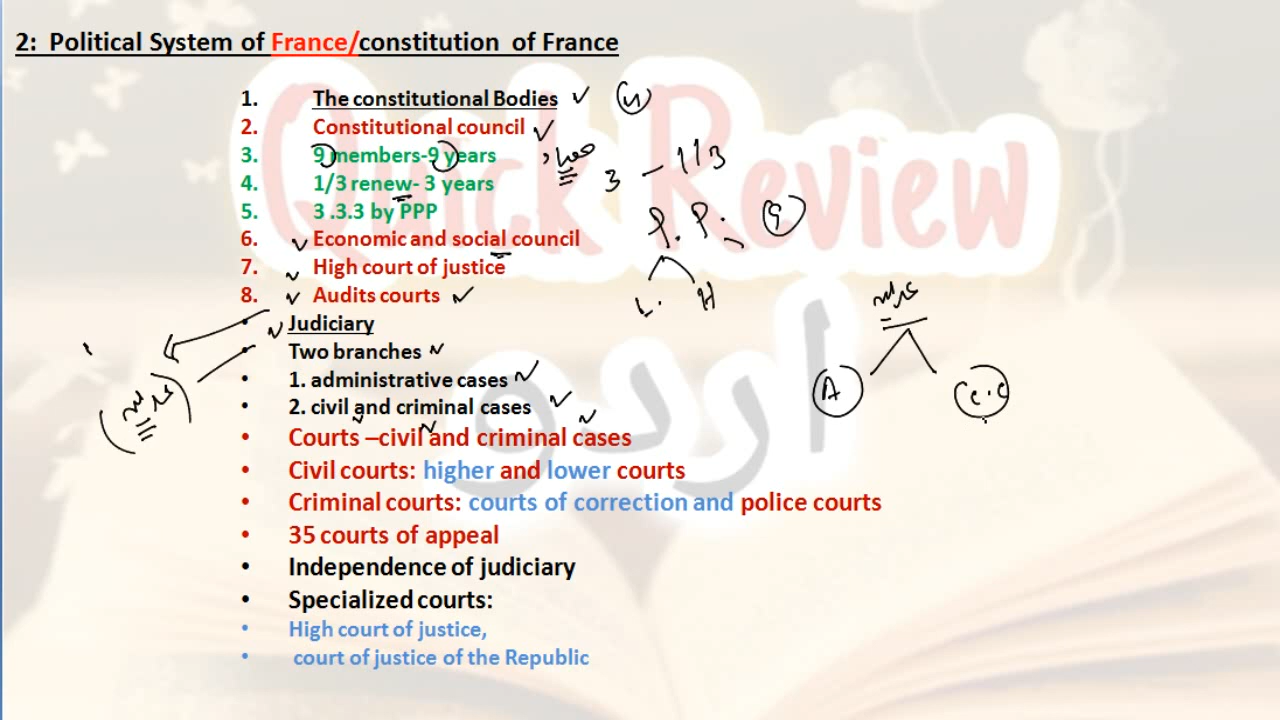 2: Political System of France/constitution of France
1. The constitutional Bodies
2. Constitutional council
3. 9 members-9 years
4. 1/3 renew- 3 years
3 - 1/3
5. 3 .3.3 by PPP
P. P.
6. Economic and social council
7. High court of justice
8. Audits courts
L. H
• Judiciary
• Two branches
• 1. administrative cases
A
C.C
• 2. civil and criminal cases
• Courts –civil and criminal cases
• Civil courts: higher and lower courts
• Criminal courts: courts of correction and police courts
• 35 courts of appeal
• Independence of judiciary
• Specialized courts:
• High court of justice,
• court of justice of the Republic
Quick Review
اردو